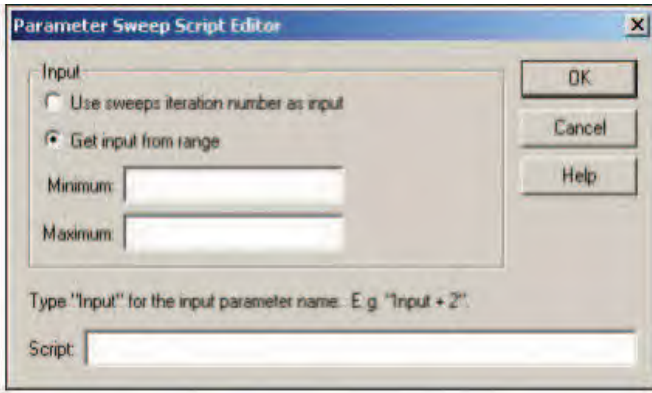 Parameter Sweep Script Editor
Input
Use sweeps iteration number as input
Get input from range
Minimum:
Maximum:
OK
Cancel
Help
Type "Input" for the input parameter name. E.g. "Input + 2".
Script: